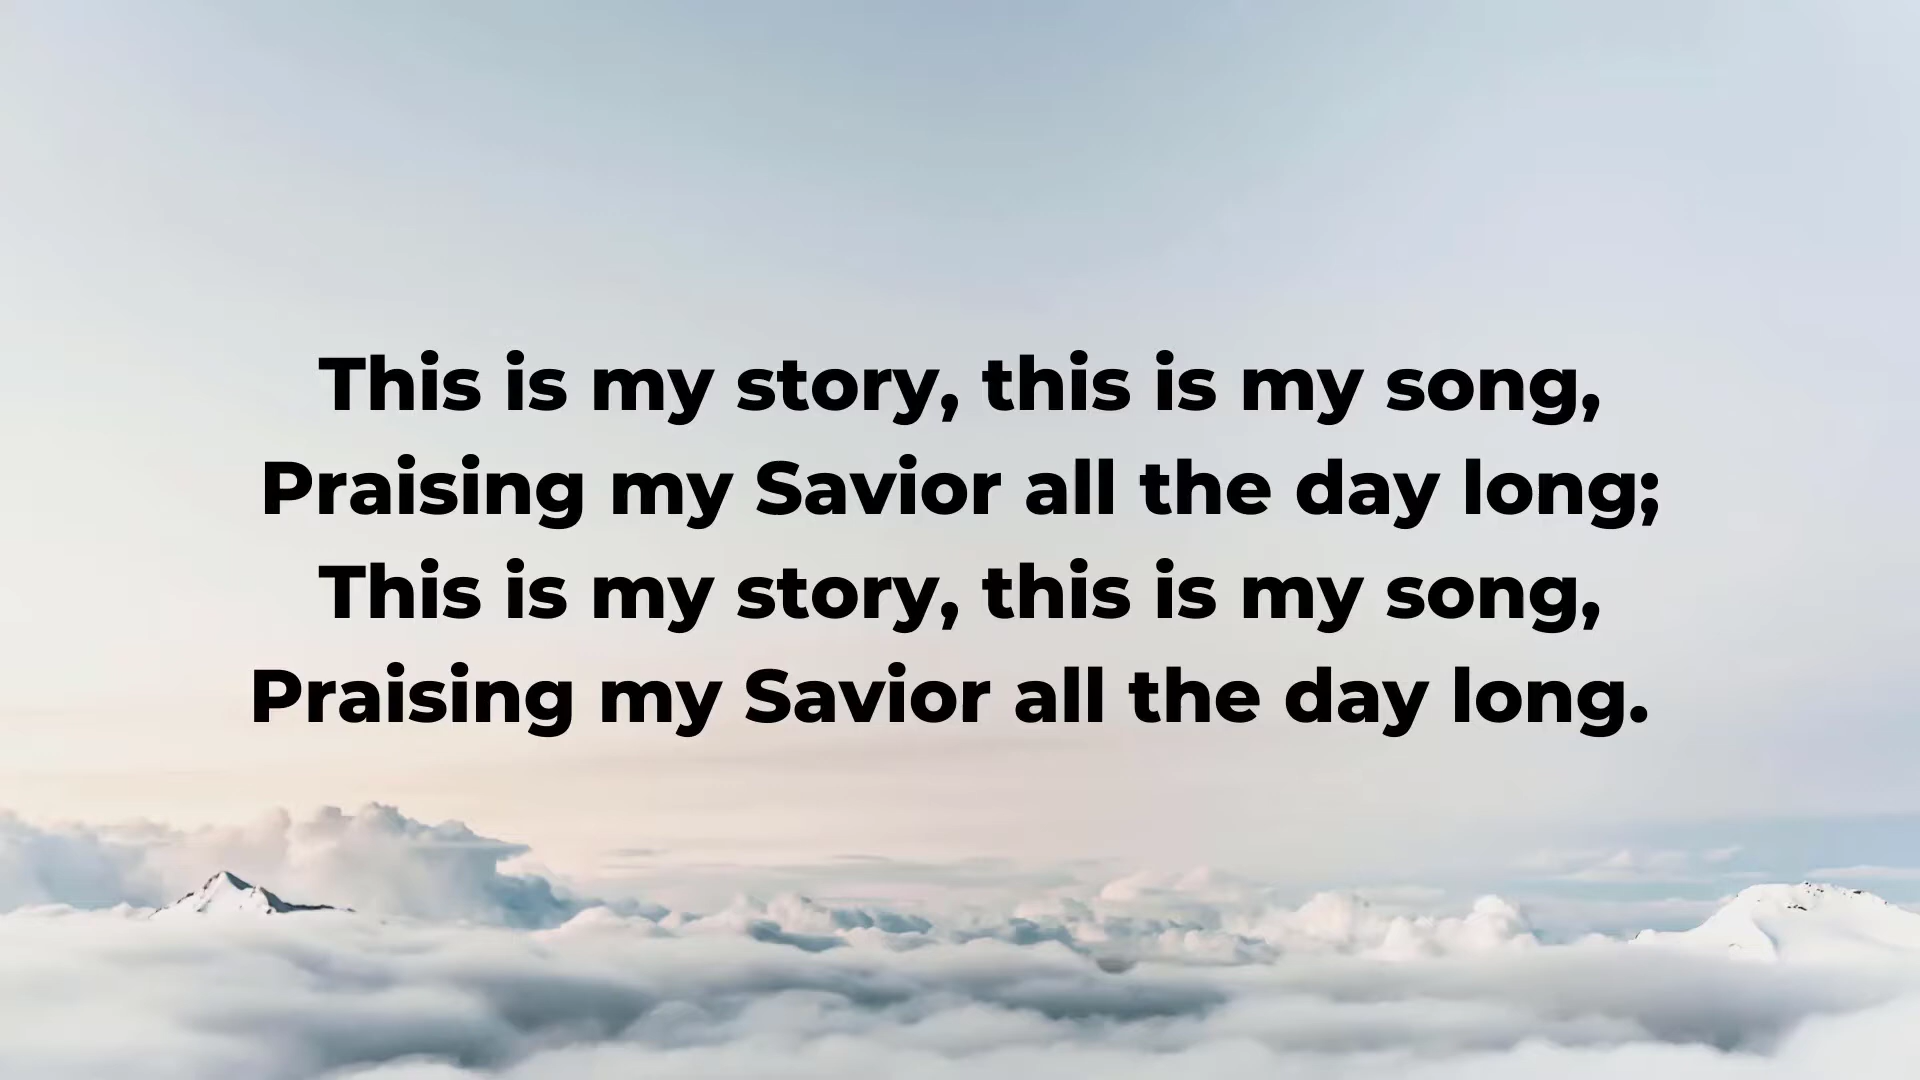 This is my story, this is my song,
Praising my Savior all the day long;
This is my story, this is my song,
Praising my Savior all the day long.